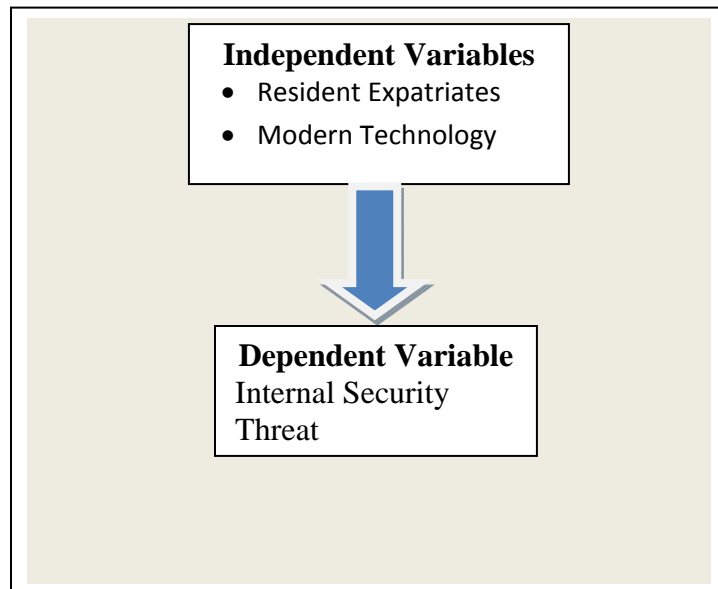 Independent Variables
• Resident Expatriates
• Modern Technology
Dependent Variable
Internal Security
Threat